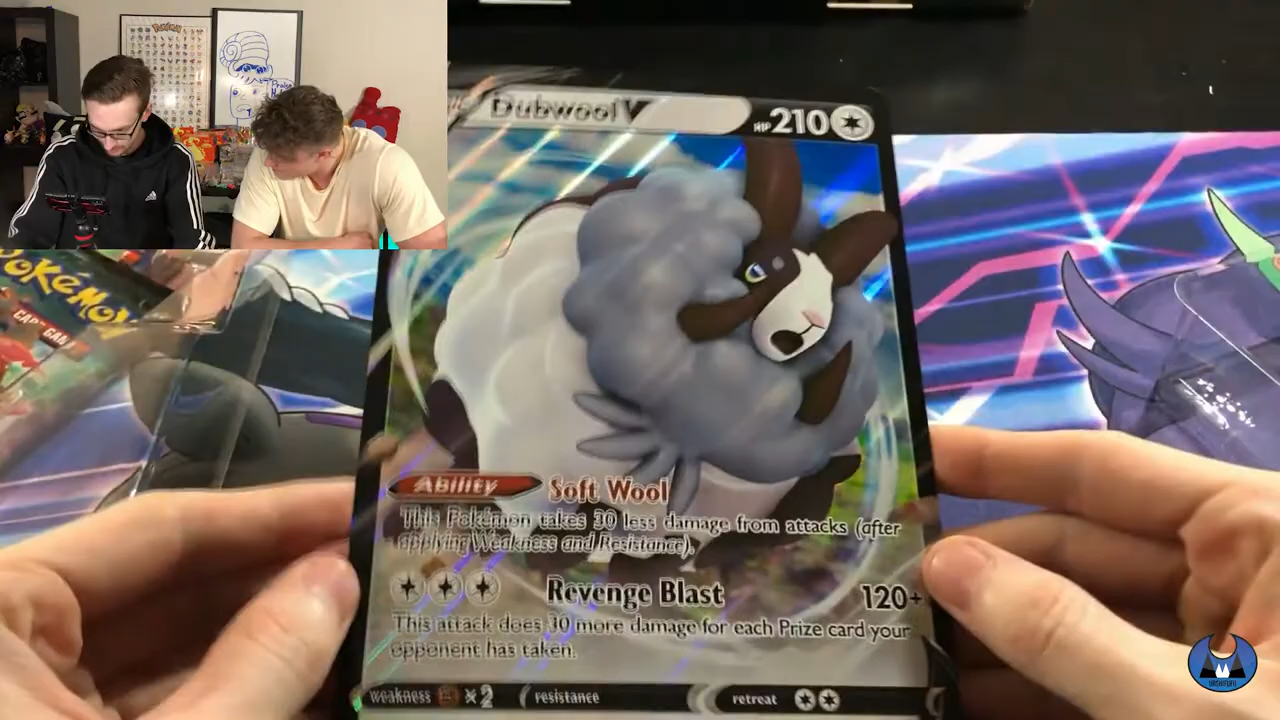 Pokémon
Dubwool V
HP 210
POKÉMON
Ability Soft Wool
This Pokémon takes 30 less damage from attacks (after
applying Weakness and Resistance).
Revenge Blast 120+
This attack does 30 more damage for each Prize card your
opponent has taken.
weakness ×2 resistance retreat